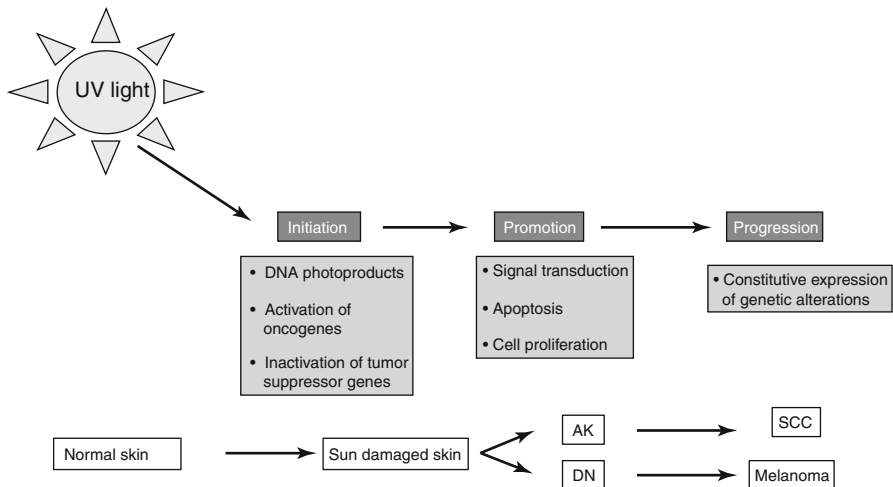 UV light
Initiation
Promotion
Progression
• DNA photoproducts
• Activation of
oncogenes
• Inactivation of tumor
suppressor genes
• Signal transduction
• Apoptosis
• Cell proliferation
• Constitutive expression
of genetic alterations
Normal skin
Sun damaged skin
AK
SCC
DN
Melanoma